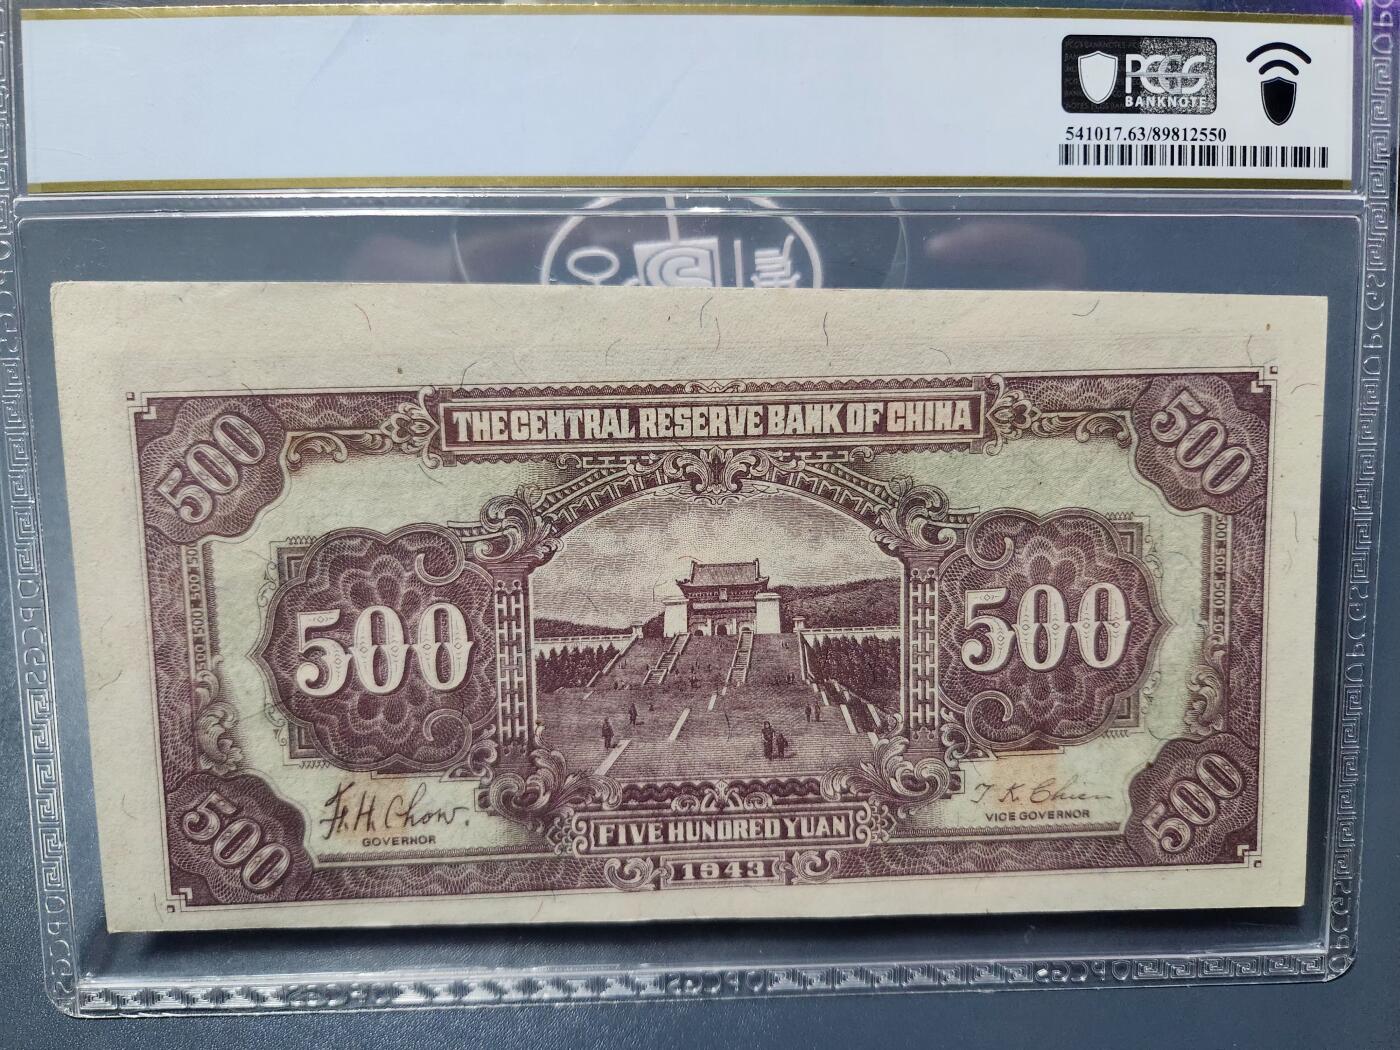 PCGS
BANKNOTE
541017.63/89812550
THE CENTRAL RESERVE BANK OF CHINA
500
500
500
500
F. H. Chow.
GOVERNOR
T. K. Chien
VICE GOVERNOR
500
500
FIVE HUNDRED YUAN
1943